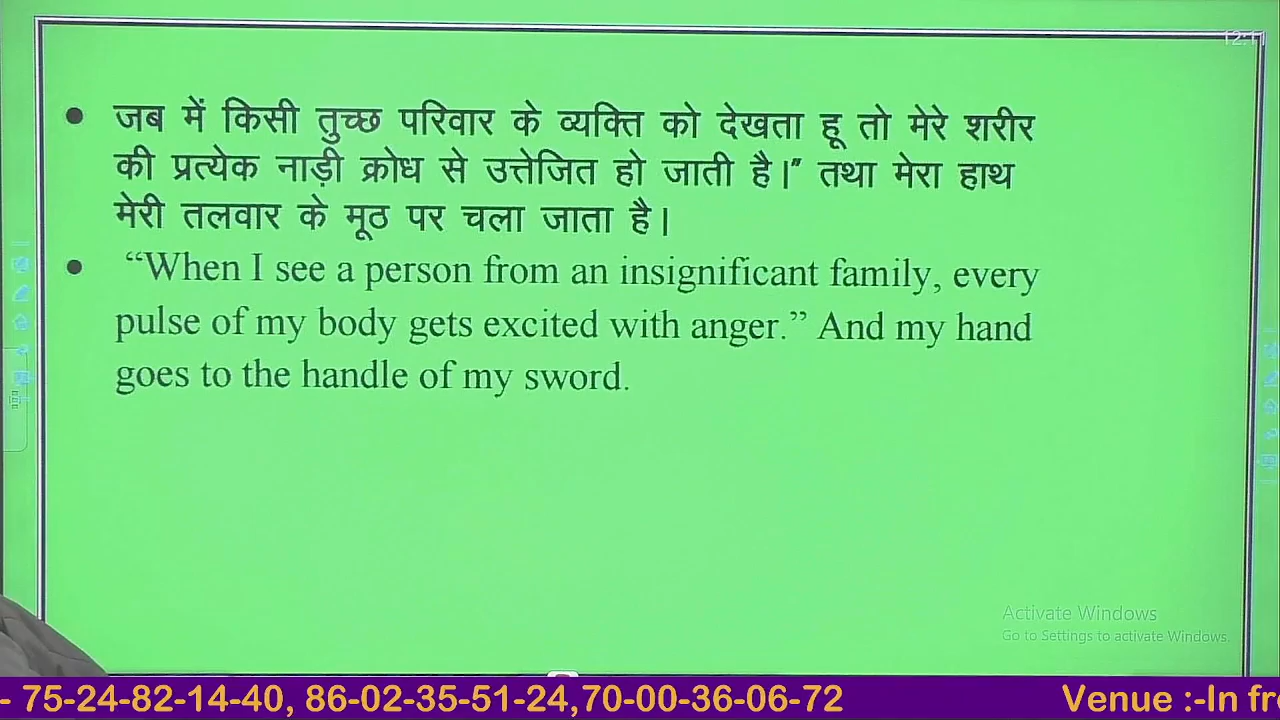 12:11
• जब में किसी तुच्छ परिवार के व्यक्ति को देखता हू तो मेरे शरीर
की प्रत्येक नाड़ी क्रोध से उत्तेजित हो जाती है।” तथा मेरा हाथ
मेरी तलवार के मूठ पर चला जाता है।
• “When I see a person from an insignificant family, every
pulse of my body gets excited with anger.” And my hand
goes to the handle of my sword.
Activate Windows
Go to Settings to activate Windows.
- 75-24-82-14-40, 86-02-35-51-24,70-00-36-06-72 Venue :-In fr